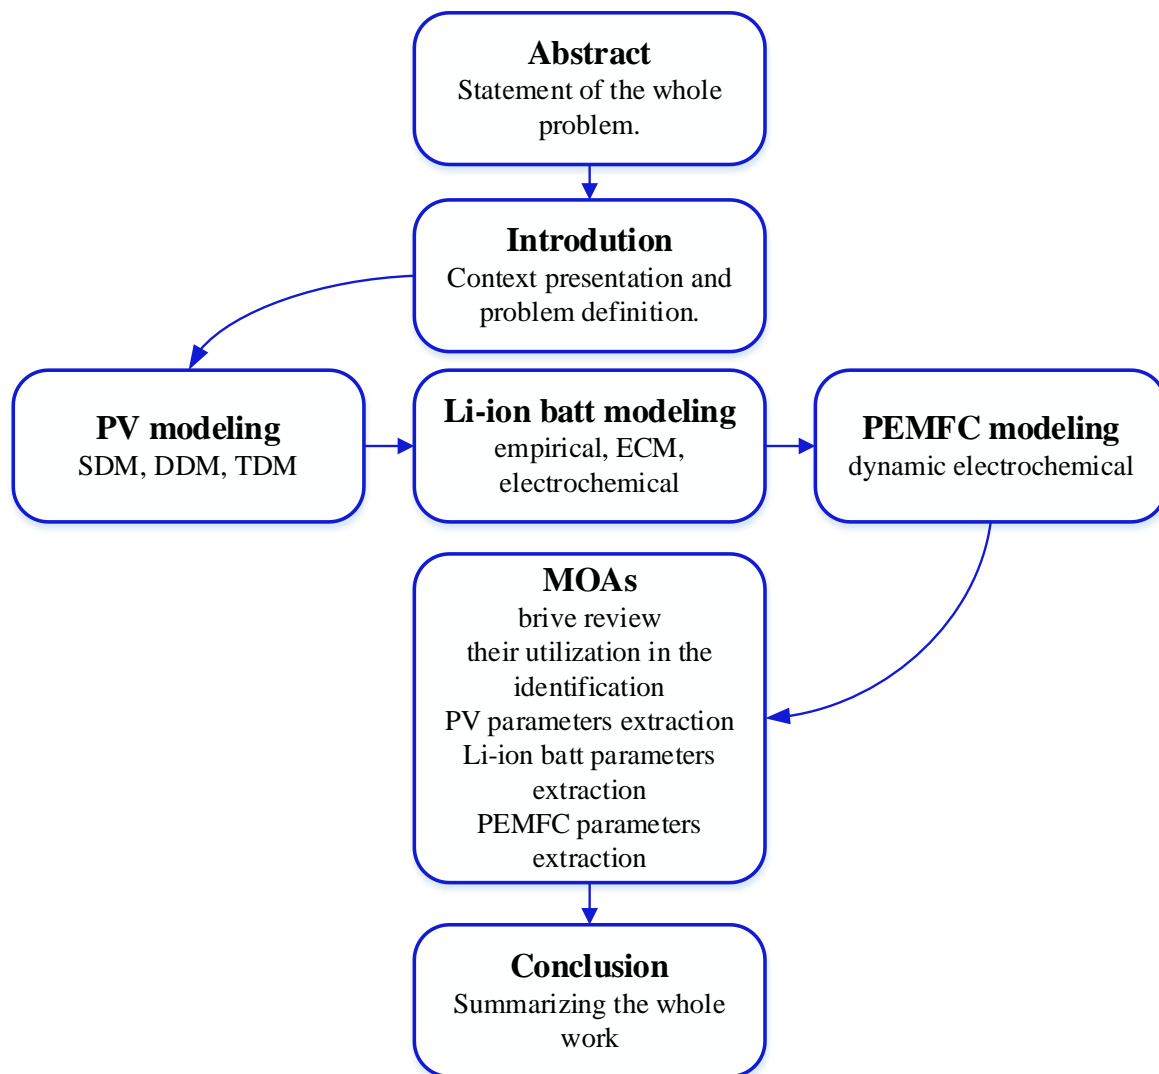 Abstract
Statement of the whole
problem.
Introdution
Context presentation and
problem definition.
PV modeling
SDM, DDM, TDM
Li-ion batt modeling
empirical, ECM,
electrochemical
PEMFC modeling
dynamic electrochemical
MOAs
brive review
their utilization in the
identification
PV parameters extraction
Li-ion batt parameters
extraction
PEMFC parameters
extraction
Conclusion
Summarizing the whole
work